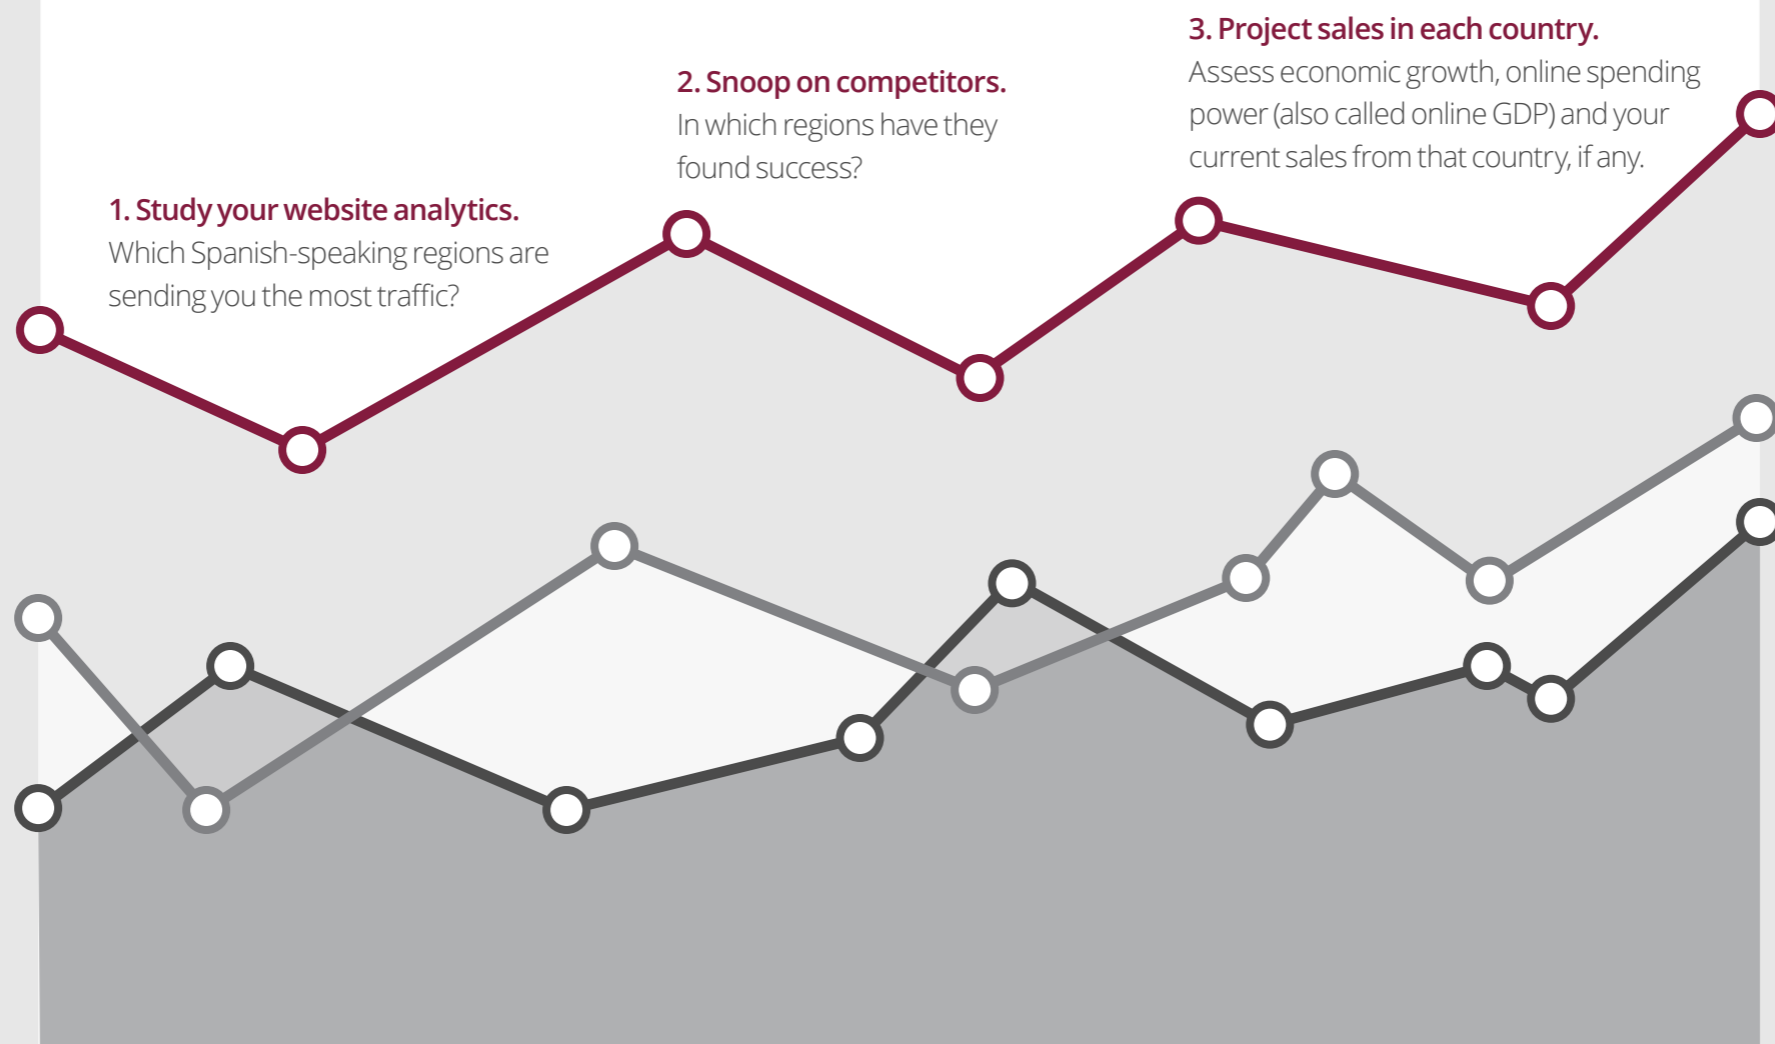 1. Study your website analytics.
Which Spanish-speaking regions are
sending you the most traffic?
2. Snoop on competitors.
In which regions have they
found success?
3. Project sales in each country.
Assess economic growth, online spending
power (also called online GDP) and your
current sales from that country, if any.